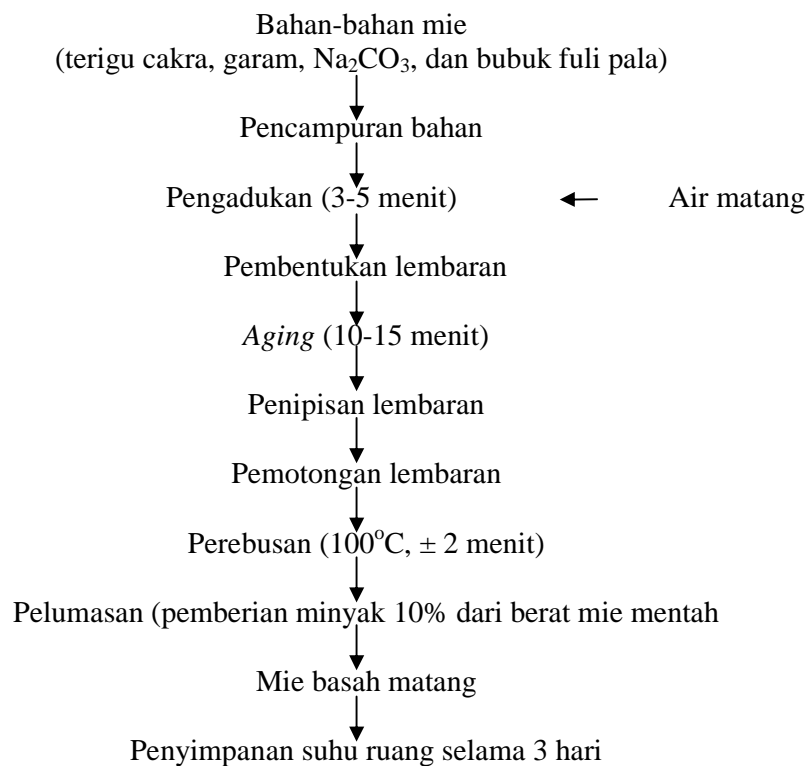 Bahan-bahan mie
(terigu cakra, garam, Na₂CO₃, dan bubuk fuli pala)
Pencampuran bahan
Pengadukan (3-5 menit) Air matang
Pembentukan lembaran
Aging (10-15 menit)
Penipisan lembaran
Pemotongan lembaran
Perebusan (100°C, ± 2 menit)
Pelumasan (pemberian minyak 10% dari berat mie mentah
Mie basah matang
Penyimpanan suhu ruang selama 3 hari